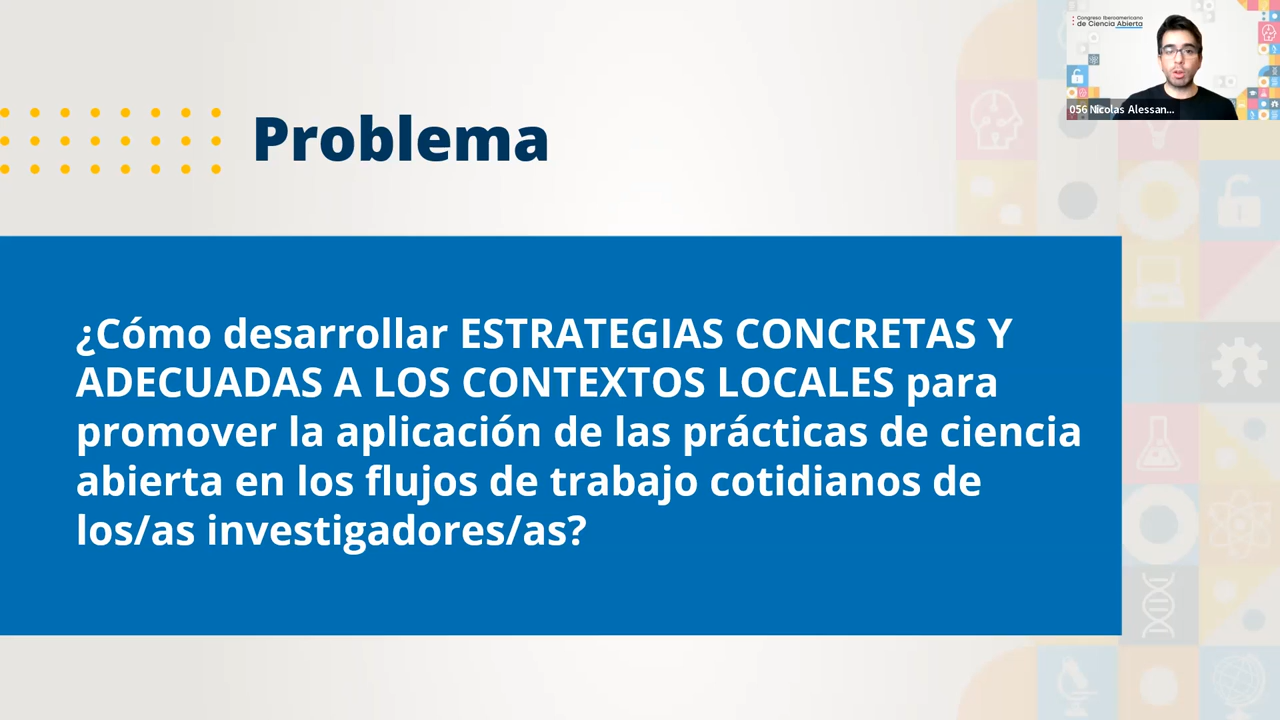 Congreso Iberoamericano
de Ciencia Abierta
056 Nicolas Alessan...
Problema
¿Cómo desarrollar ESTRATEGIAS CONCRETAS Y
ADECUADAS A LOS CONTEXTOS LOCALES para
promover la aplicación de las prácticas de ciencia
abierta en los flujos de trabajo cotidianos de
los/as investigadores/as?